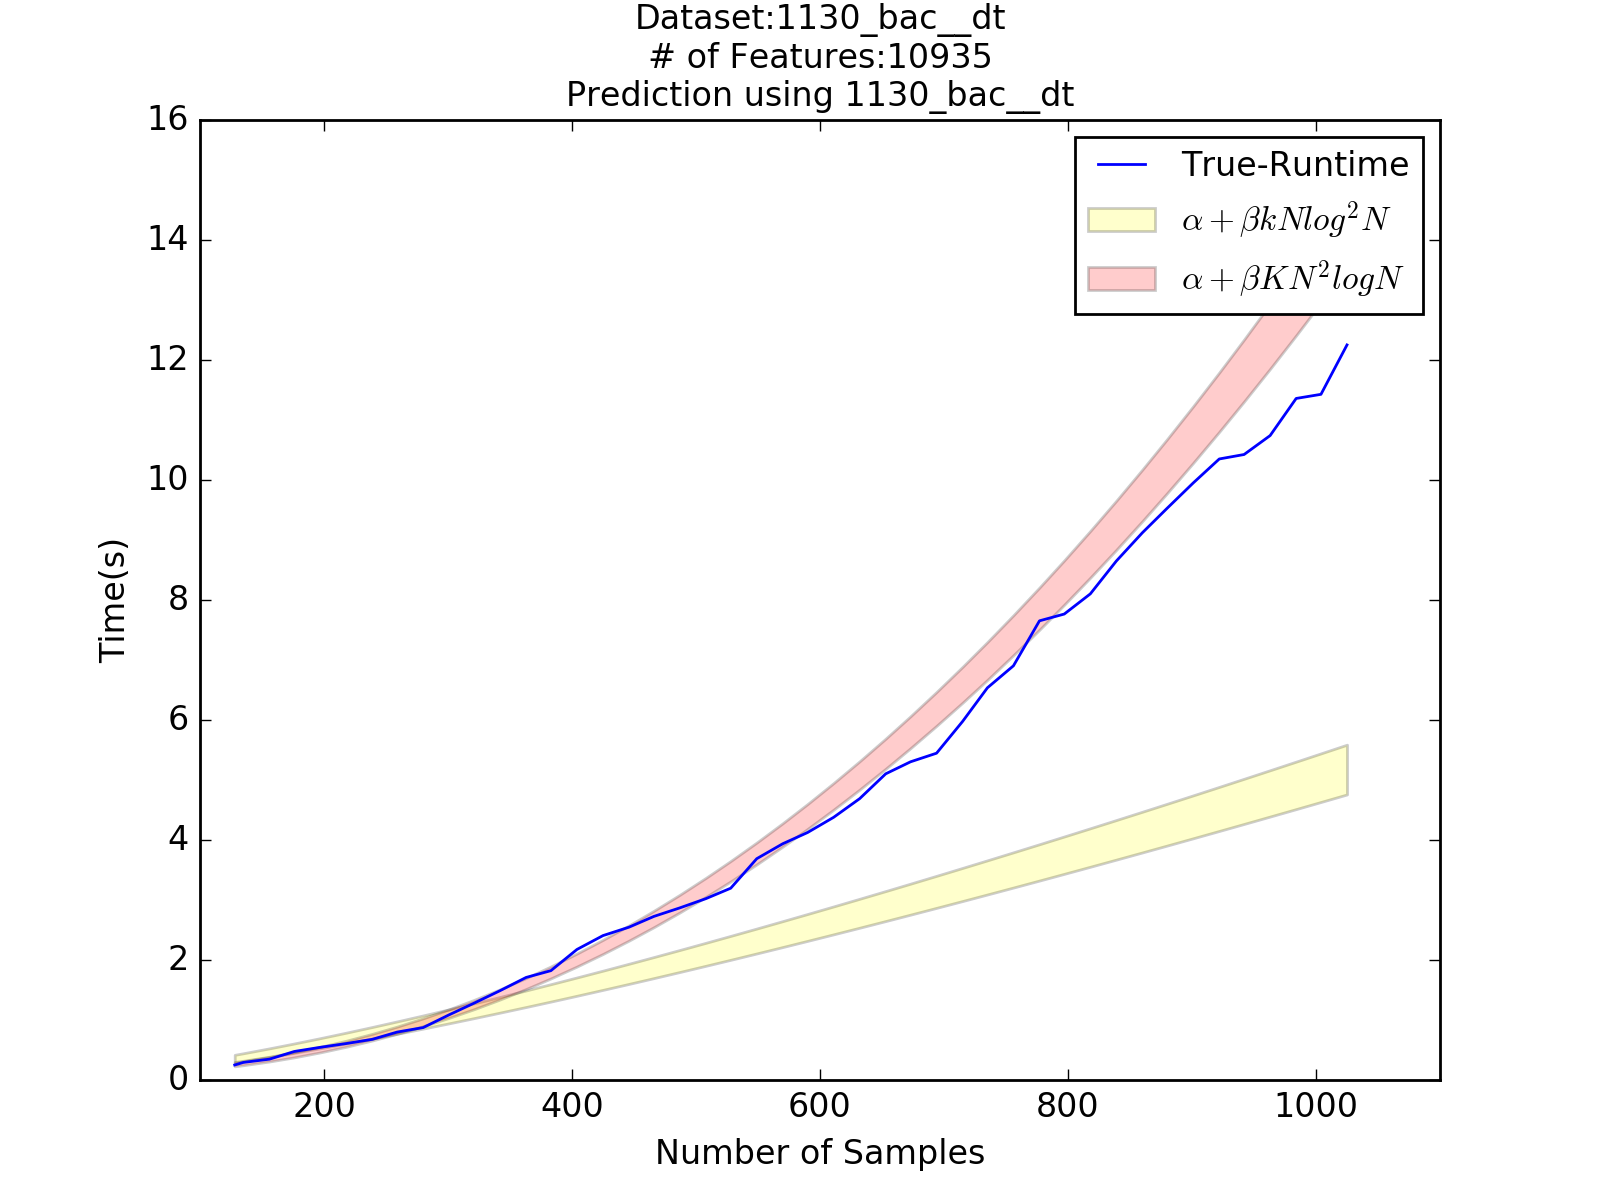 Dataset:1130_bac__dt
# of Features:10935
Prediction using 1130_bac__dt
16
14
12
10
8
6
4
2
0
Time(s)
True-Runtime
α + βkNlog²N
α + βKN²logN
200 400 600 800 1000
Number of Samples